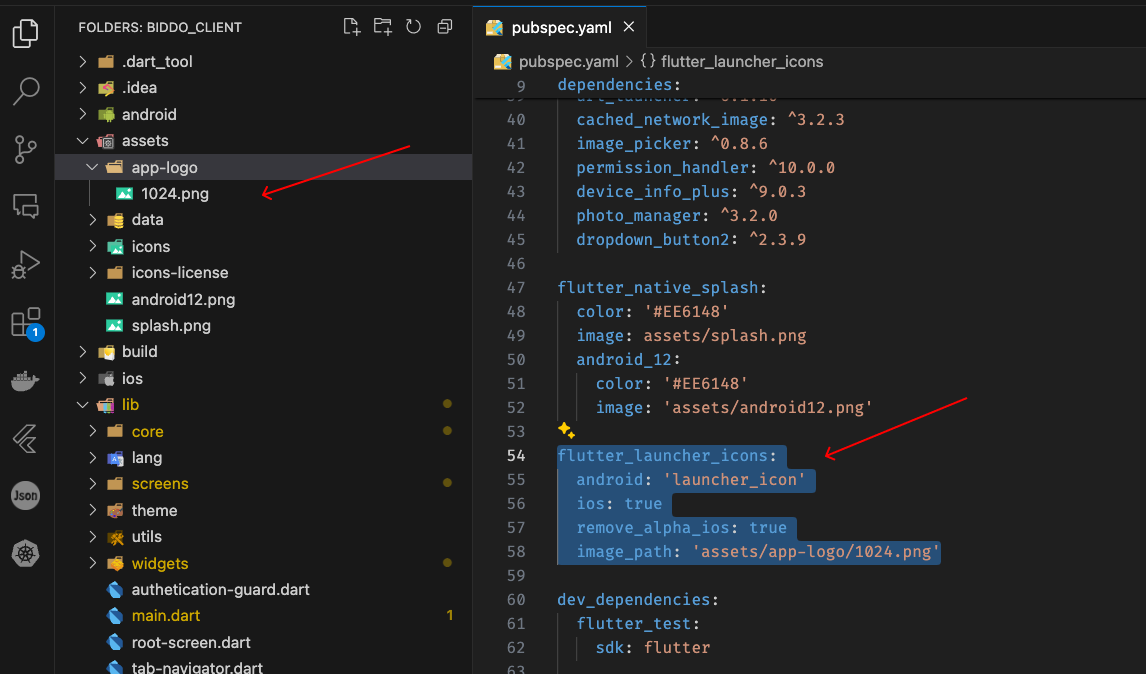 FOLDERS: BIDDO_CLIENT
.dart_tool
.idea
android
assets
app-logo
1024.png
data
icons
icons-license
android12.png
splash.png
build
ios
lib
core
lang
screens
theme
utils
widgets
authetication-guard.dart
main.dart 1
root-screen.dart
tab-navigator.dart
1
Json
pubspec.yaml
pubspec.yaml > {} flutter_launcher_icons
9 dependencies:
40 cached_network_image: ^3.2.3
41 image_picker: ^0.8.6
42 permission_handler: ^10.0.0
43 device_info_plus: ^9.0.3
44 photo_manager: ^3.2.0
45 dropdown_button2: ^2.3.9
46
47 flutter_native_splash:
48 color: '#EE6148'
49 image: assets/splash.png
50 android_12:
51 color: '#EE6148'
52 image: 'assets/android12.png'
53
54 flutter_launcher_icons:
55 android: 'launcher_icon'
56 ios: true
57 remove_alpha_ios: true
58 image_path: 'assets/app-logo/1024.png'
59
60 dev_dependencies:
61 flutter_test:
62 sdk: flutter
63